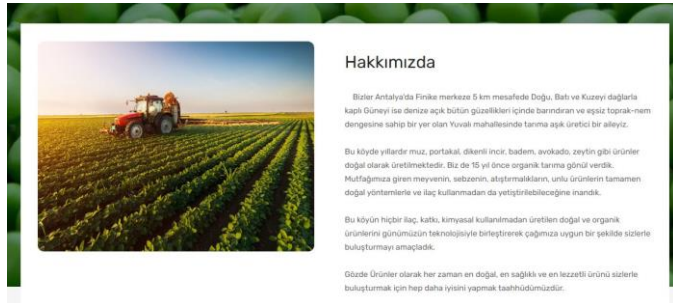 Hakkımızda
Bizler Antalya'da Finike merkeze 5 km mesafede Doğu, Batı ve Kuzeyi dağlarla
kaplı Güneyi ise denize açık bütün güzellikleri içinde barındıran ve eşsiz toprak-nem
dengesine sahip bir yer olan Yuvalı mahallesinde tarıma aşık üretici bir aileyiz.
Bu köyde yıllardır muz, portakal, dikenli incir, badem, avokado, zeytin gibi ürünler
doğal olarak üretilmektedir. Biz de 15 yıl önce organik tarıma gönül verdik.
Mutfağımıza giren meyvenin, sebzenin, atıştırmalıkların, unlu ürünlerin tamamen
doğal yöntemlerle ve ilaç kullanmadan da yetiştirilebileceğine inandık.
Bu köyün hiçbir ilaç, katkı, kimyasal kullanılmadan üretilen doğal ve organik
ürünlerini günümüzün teknolojisiyle birleştirerek çağımıza uygun bir şekilde sizlerle
buluşturmayı amaçladık.
Gözde Ürünler olarak her zaman en doğal, en sağlıklı ve en lezzetli ürünü sizlerle
buluşturmak için hep daha iyisini yapmak taahhüdümüzdür.